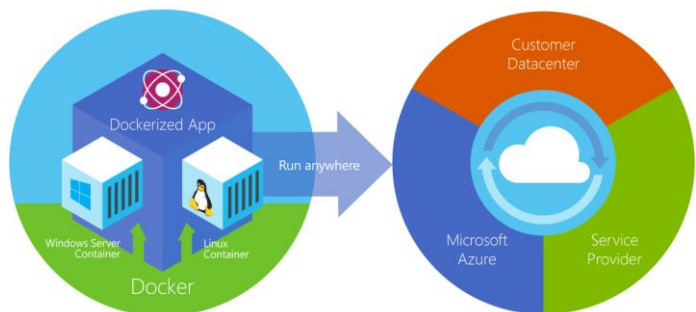 Dockerized App
Windows Server
Container
Linux
Container
Docker
Run anywhere
Customer
Datacenter
Microsoft
Azure
Service
Provider